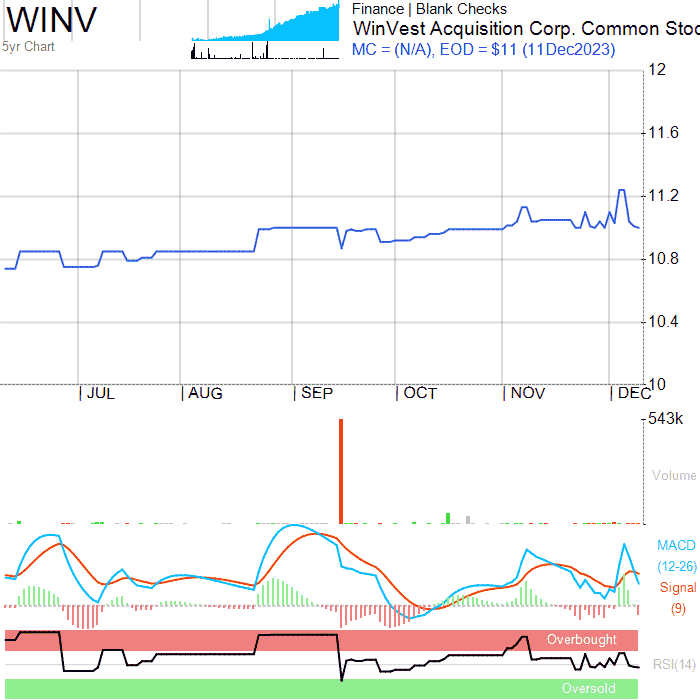 WINV
5yr Chart
Finance | Blank Checks
WinVest Acquisition Corp. Common Stoc
MC = (N/A), EOD = $11 (11Dec2023)
12
11.6
11.2
10.8
10.4
10
| JUL | AUG | SEP | OCT | NOV | DEC
543k
Volume
MACD
(12-26)
Signal
(9)
Overbought
RSI(14)
Oversold